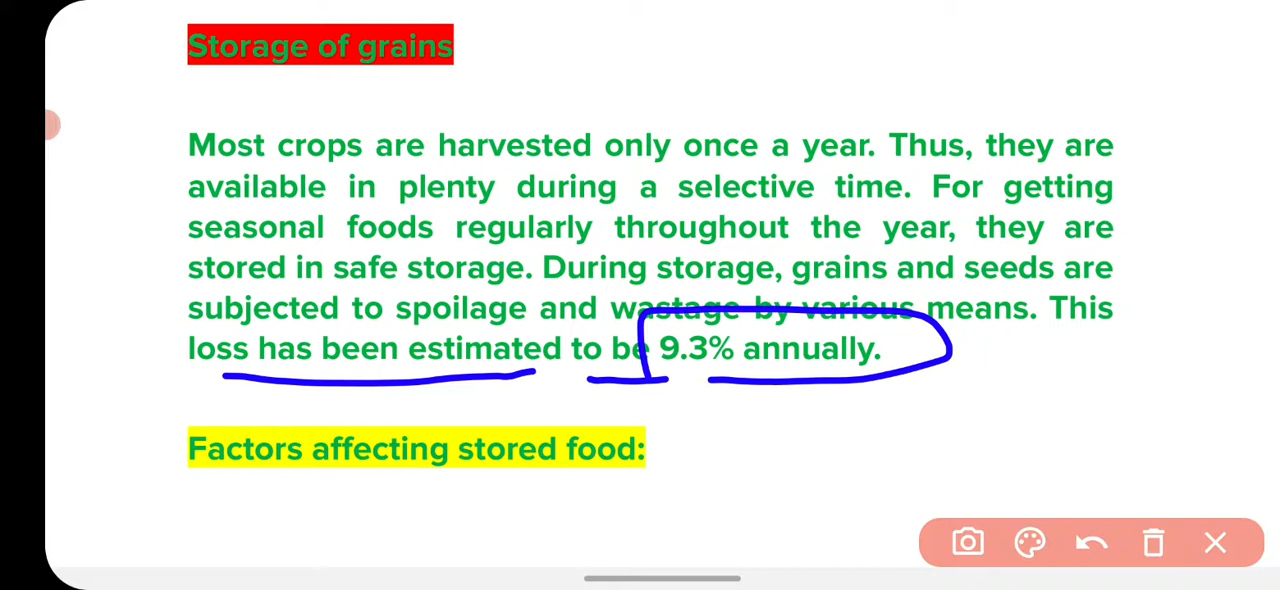 Storage of grains
Most crops are harvested only once a year. Thus, they are
available in plenty during a selective time. For getting
seasonal foods regularly throughout the year, they are
stored in safe storage. During storage, grains and seeds are
subjected to spoilage and wastage by various means. This
loss has been estimated to be 9.3% annually.
Factors affecting stored food: